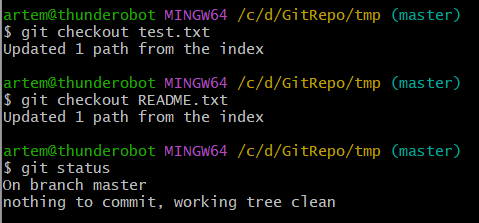 artem@thunderobot MINGW64 /c/d/GitRepo/tmp (master)
$ git checkout test.txt
Updated 1 path from the index
artem@thunderobot MINGW64 /c/d/GitRepo/tmp (master)
$ git checkout README.txt
Updated 1 path from the index
artem@thunderobot MINGW64 /c/d/GitRepo/tmp (master)
$ git status
On branch master
nothing to commit, working tree clean